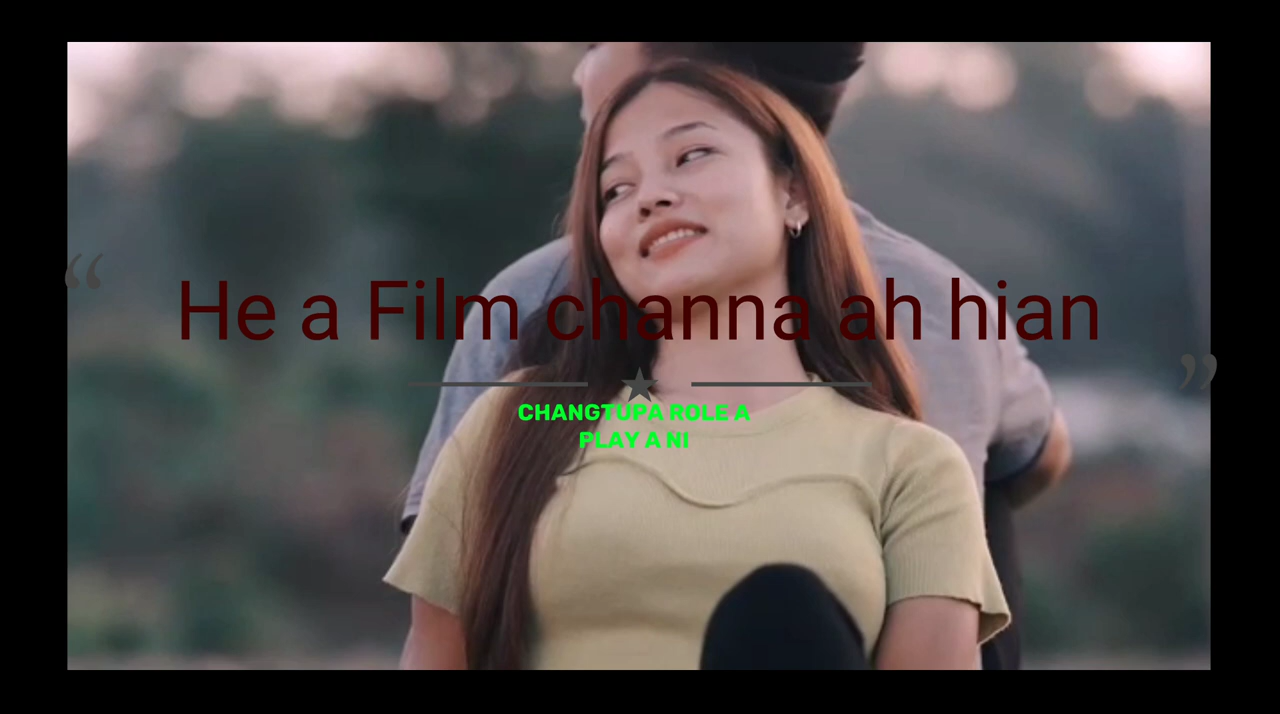 “
He a Film channa ah hian
”
CHANGTUPA ROLE A
PLAY A NI